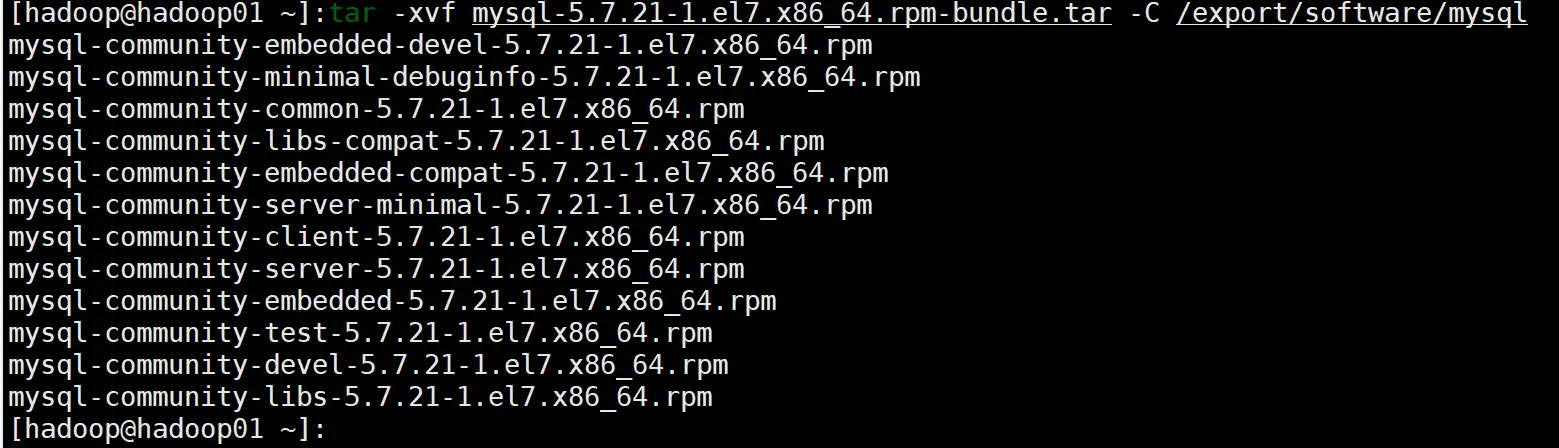 [hadoop@hadoop01 ~]:tar -xvf mysql-5.7.21-1.el7.x86_64.rpm-bundle.tar -C /export/software/mysql
mysql-community-embedded-devel-5.7.21-1.el7.x86_64.rpm
mysql-community-minimal-debuginfo-5.7.21-1.el7.x86_64.rpm
mysql-community-common-5.7.21-1.el7.x86_64.rpm
mysql-community-libs-compat-5.7.21-1.el7.x86_64.rpm
mysql-community-embedded-compat-5.7.21-1.el7.x86_64.rpm
mysql-community-server-minimal-5.7.21-1.el7.x86_64.rpm
mysql-community-client-5.7.21-1.el7.x86_64.rpm
mysql-community-server-5.7.21-1.el7.x86_64.rpm
mysql-community-embedded-5.7.21-1.el7.x86_64.rpm
mysql-community-test-5.7.21-1.el7.x86_64.rpm
mysql-community-devel-5.7.21-1.el7.x86_64.rpm
mysql-community-libs-5.7.21-1.el7.x86_64.rpm
[hadoop@hadoop01 ~]: